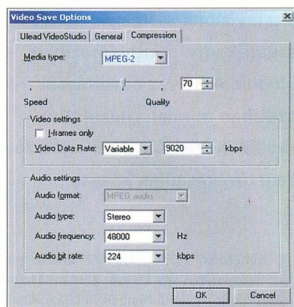 Video Save Options
Ulead VideoStudio General Compression
Media type: MPEG-2
70
Speed Quality
Video settings
I-frames only
Video Data Rate: Variable 9020 kbps
Audio settings
Audio format: MPEG audio
Audio type: Stereo
Audio frequency: 48000 Hz
Audio bit rate: 224 kbps
OK Cancel